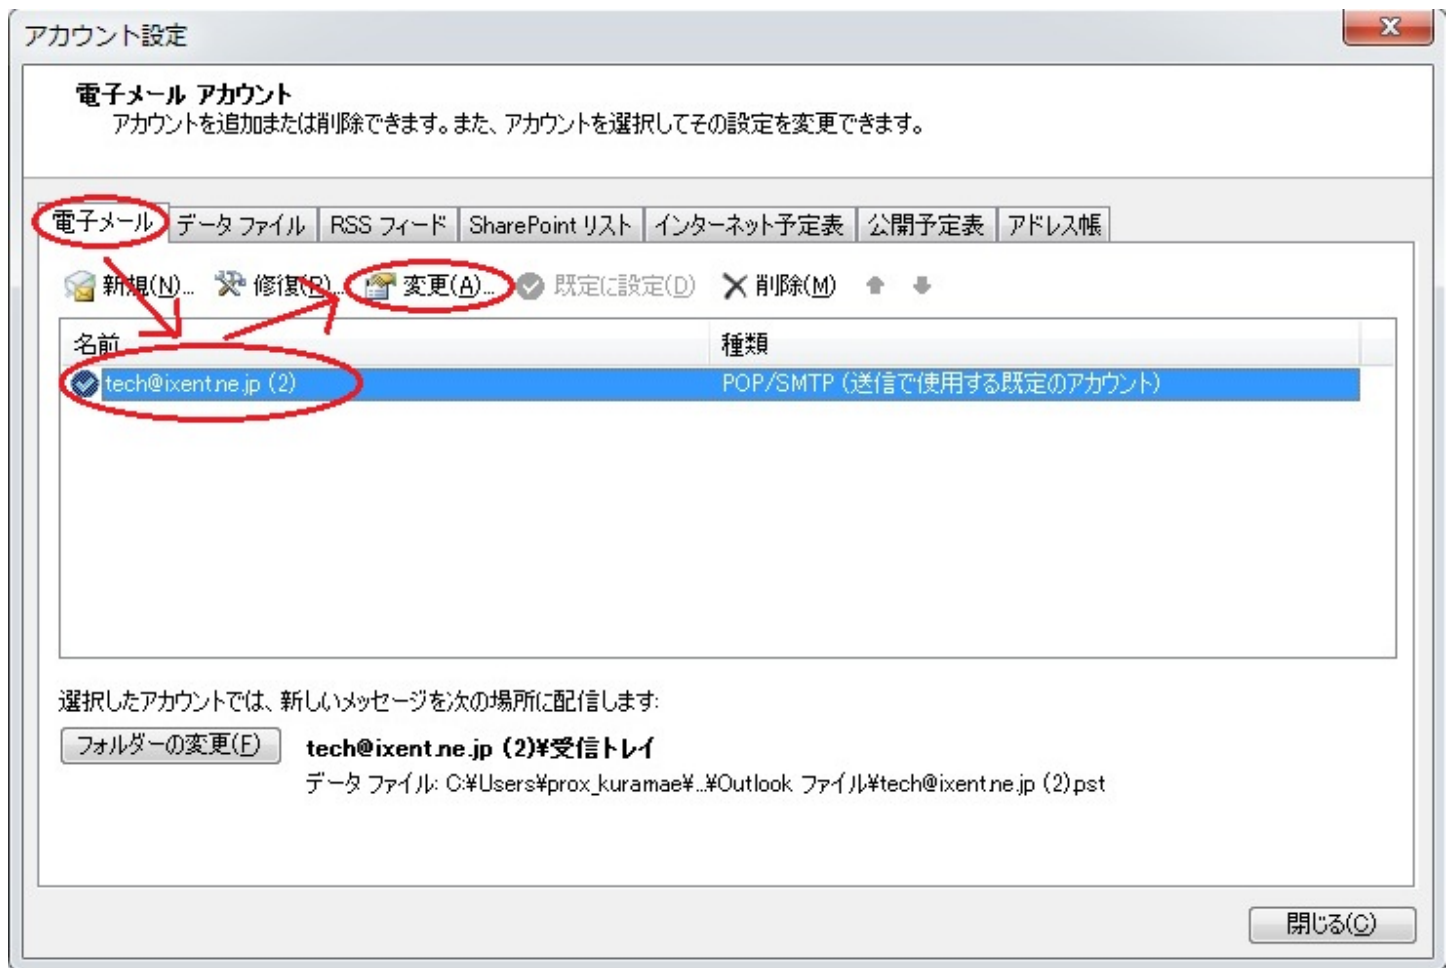 アカウント設定
電子メール アカウント
アカウントを追加または削除できます。また、アカウントを選択してその設定を変更できます。
電子メール データ ファイル RSS フィード SharePoint リスト インターネット予定表 公開予定表 アドレス帳
新規(N)... 修復(R)... 変更(A)... 既定に設定(D) 削除(M)
名前 種類
tech@ixent.ne.jp (2) POP/SMTP (送信で使用する既定のアカウント)
選択したアカウントでは、新しいメッセージを次の場所に配信します:
フォルダーの変更(F) tech@ixent.ne.jp (2)¥受信トレイ
データ ファイル: C:¥Users¥prox_kuramae¥...¥Outlook ファイル¥tech@ixent.ne.jp (2).pst
閉じる(C)